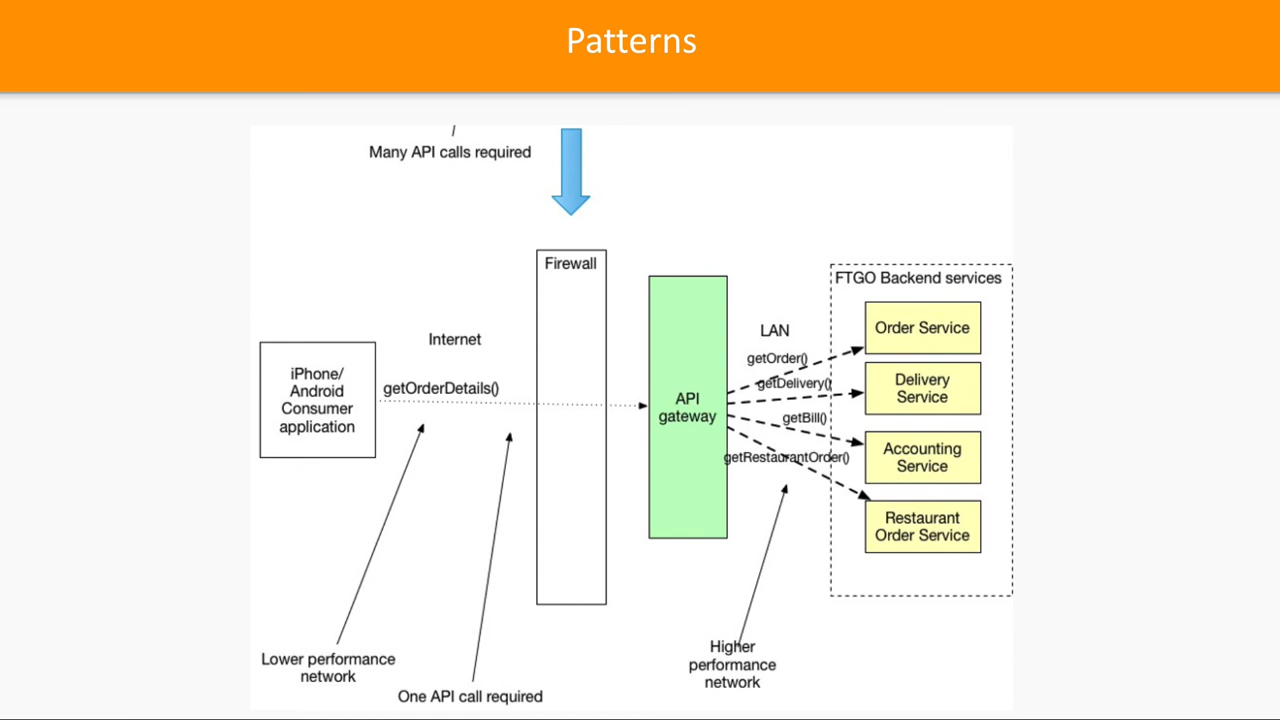 Patterns
Many API calls required
Firewall
FTGO Backend services
Order Service
LAN
Internet
getOrder()
iPhone/
Android
Consumer
application
getOrderDetails()
getDelivery()
Delivery
Service
API
gateway
getBill()
getRestaurantOrder()
Accounting
Service
Restaurant
Order Service
Lower performance
network
One API call required
Higher
performance
network